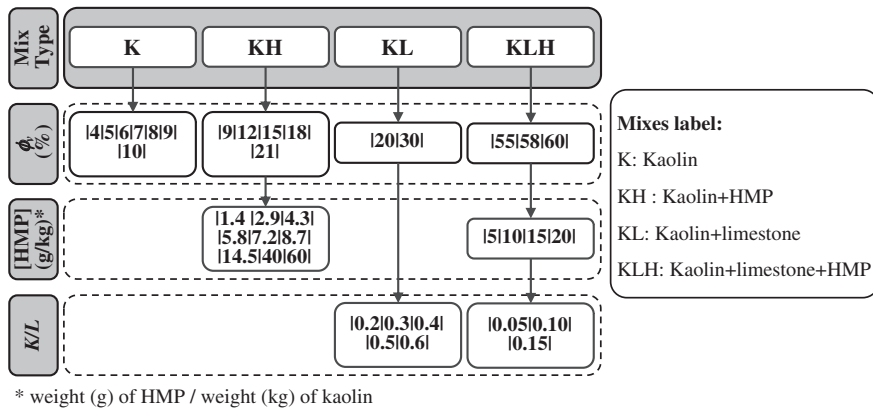 Mix Type
K
KH
KL
KLH
ϕv (%)
|4|5|6|7|8|9|
|10|
|9|12|15|18|
|21|
|20|30|
|55|58|60|
[HMP] (g/kg)*
|1.4 |2.9|4.3|
|5.8|7.2|8.7|
|14.5|40|60|
|5|10|15|20|
K/L
|0.2|0.3|0.4|
|0.5|0.6|
|0.05|0.10|
|0.15|
Mixes label:
K: Kaolin
KH : Kaolin+HMP
KL: Kaolin+limestone
KLH: Kaolin+limestone+HMP
* weight (g) of HMP / weight (kg) of kaolin